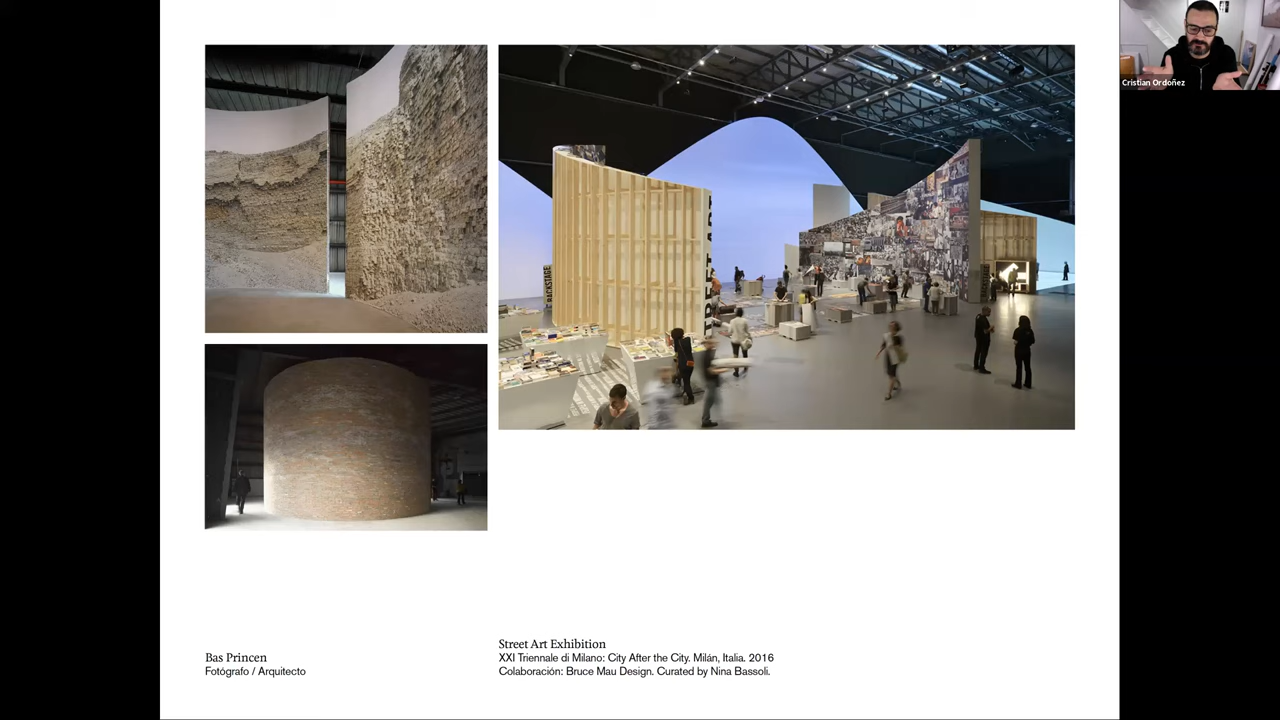 Cristian Ordoñez
BACKSTAGE
Bas Princen
Fotógrafo / Arquitecto
Street Art Exhibition
XXI Triennale di Milano: City After the City. Milán, Italia. 2016
Colaboración: Bruce Mau Design. Curated by Nina Bassoli.